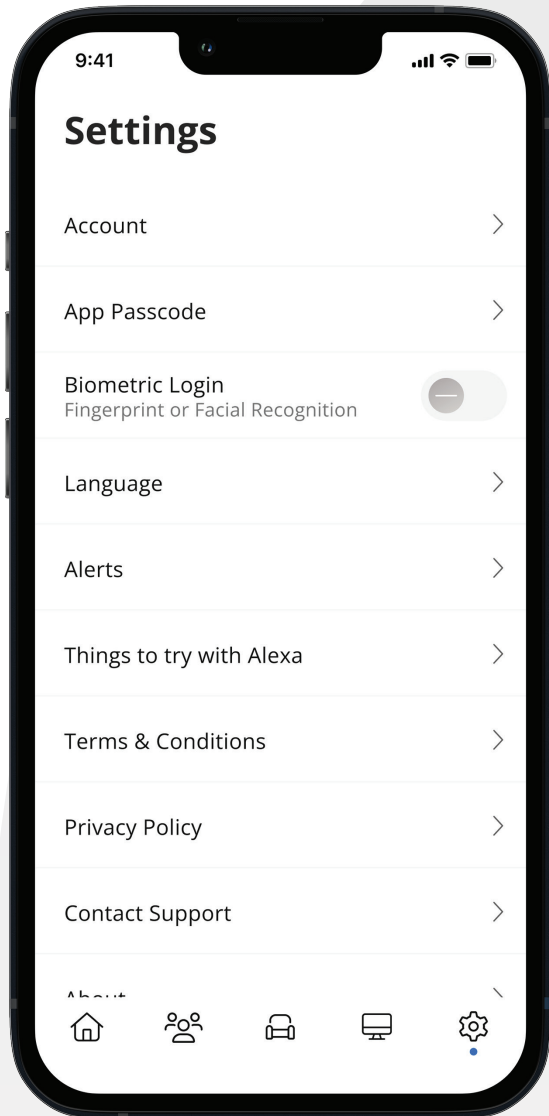 9:41
Settings
Account
App Passcode
Biometric Login
Fingerprint or Facial Recognition
Language
Alerts
Things to try with Alexa
Terms & Conditions
Privacy Policy
Contact Support
About